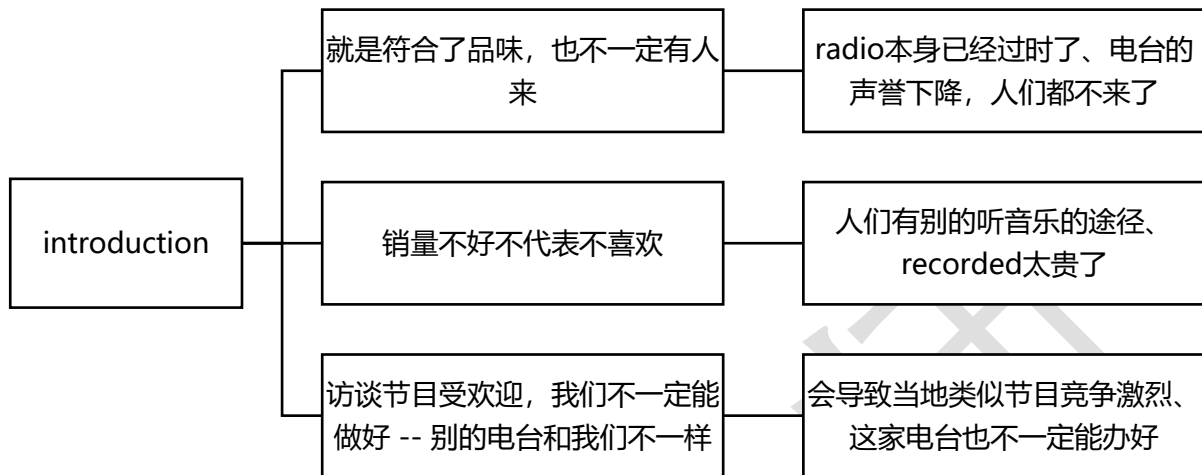 就是符合了品味，也不一定有人
来
radio本身已经过时了、电台的
声誉下降，人们都不来了
introduction
销量不好不代表不喜欢
人们有别的听音乐的途径、
recorded太贵了
访谈节目受欢迎，我们不一定能
做好 -- 别的电台和我们不一样
会导致当地类似节目竞争激烈、
这家电台也不一定能办好